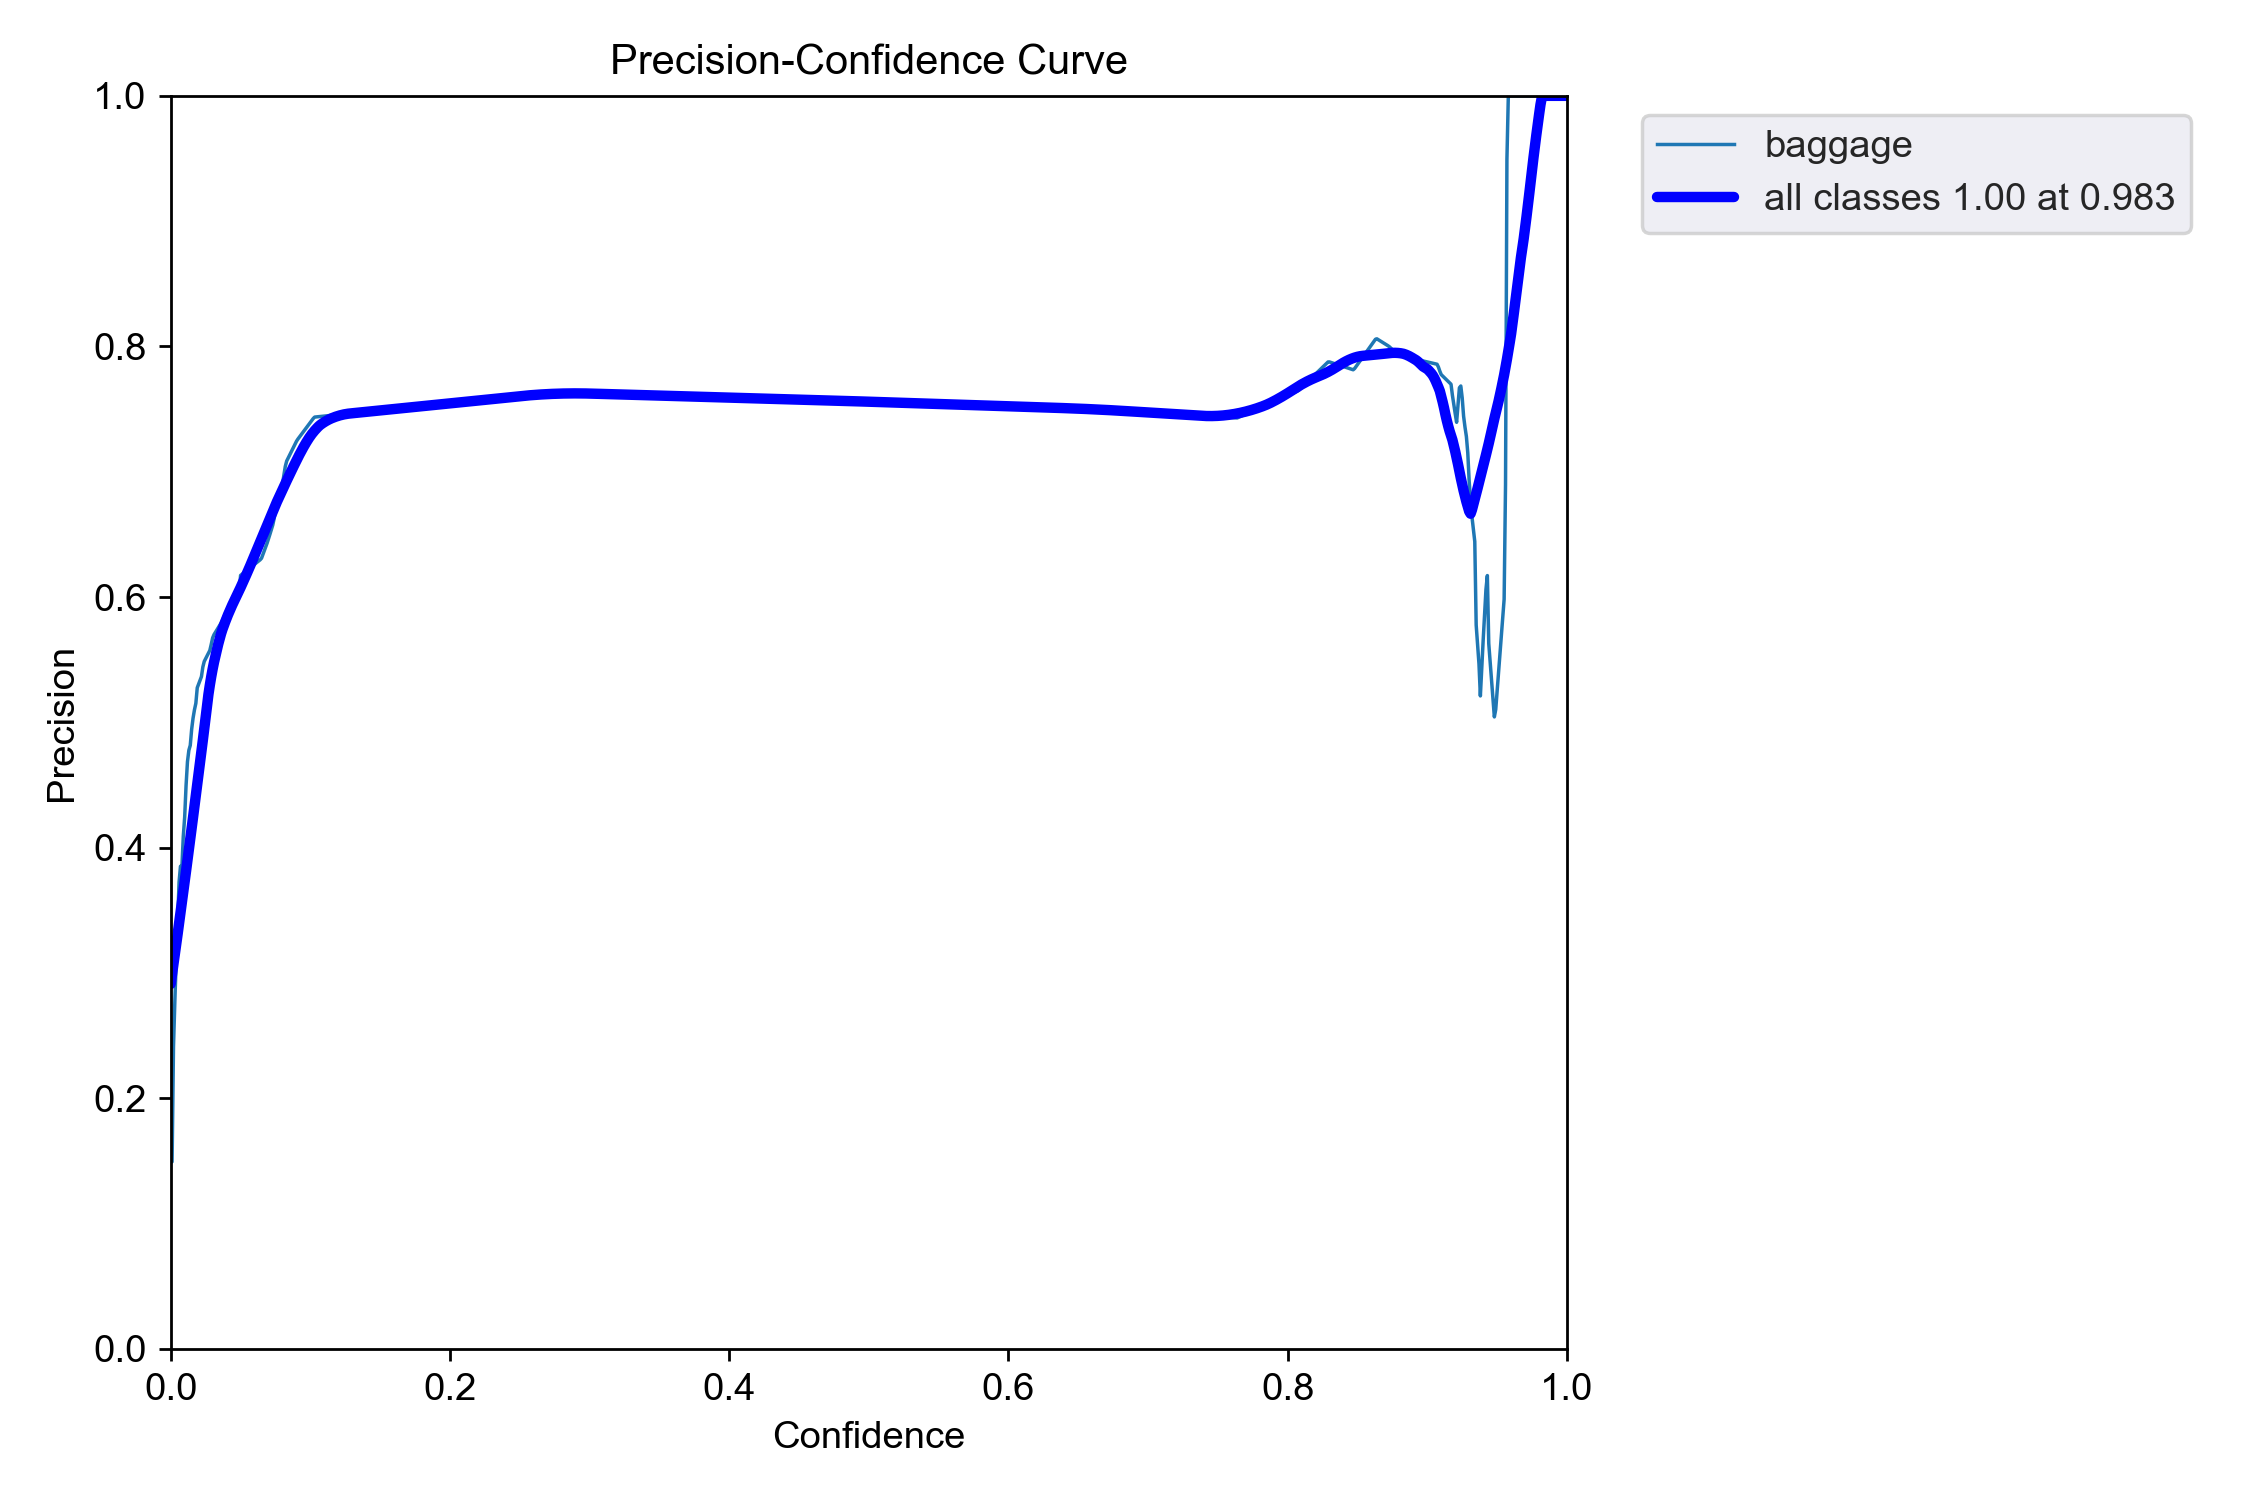 Precision-Confidence Curve
1.0
0.8
0.6
0.4
0.2
0.0
Precision
0.0 0.2 0.4 0.6 0.8 1.0
Confidence
baggage
all classes 1.00 at 0.983